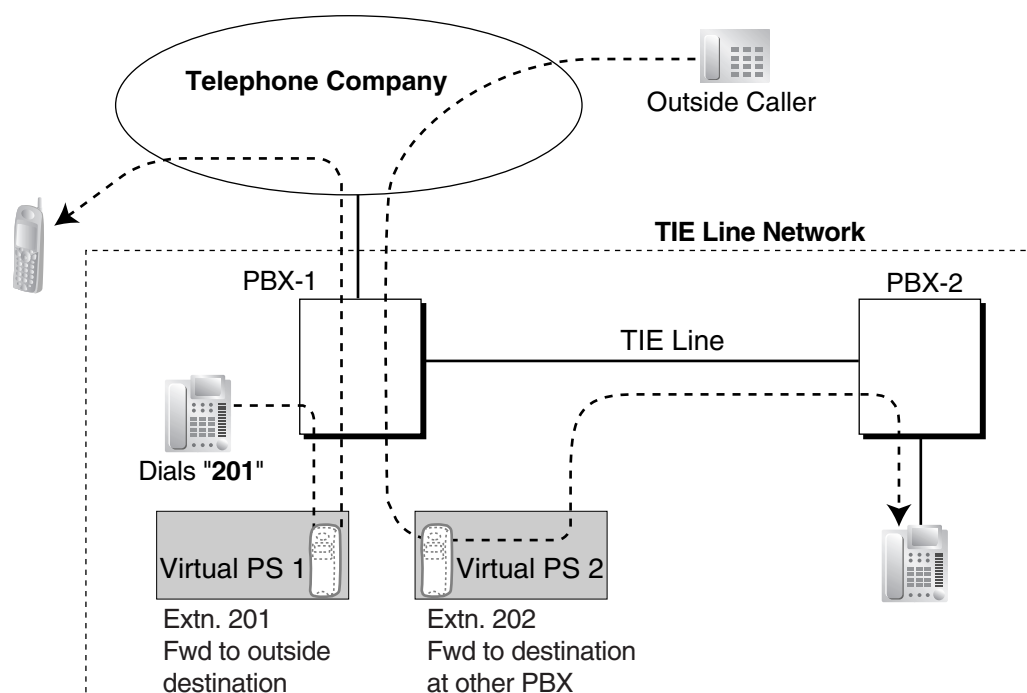 Telephone Company
Outside Caller
TIE Line Network
PBX-1
PBX-2
TIE Line
Dials "201"
Virtual PS 1
Virtual PS 2
Extn. 201
Fwd to outside
destination
Extn. 202
Fwd to destination
at other PBX